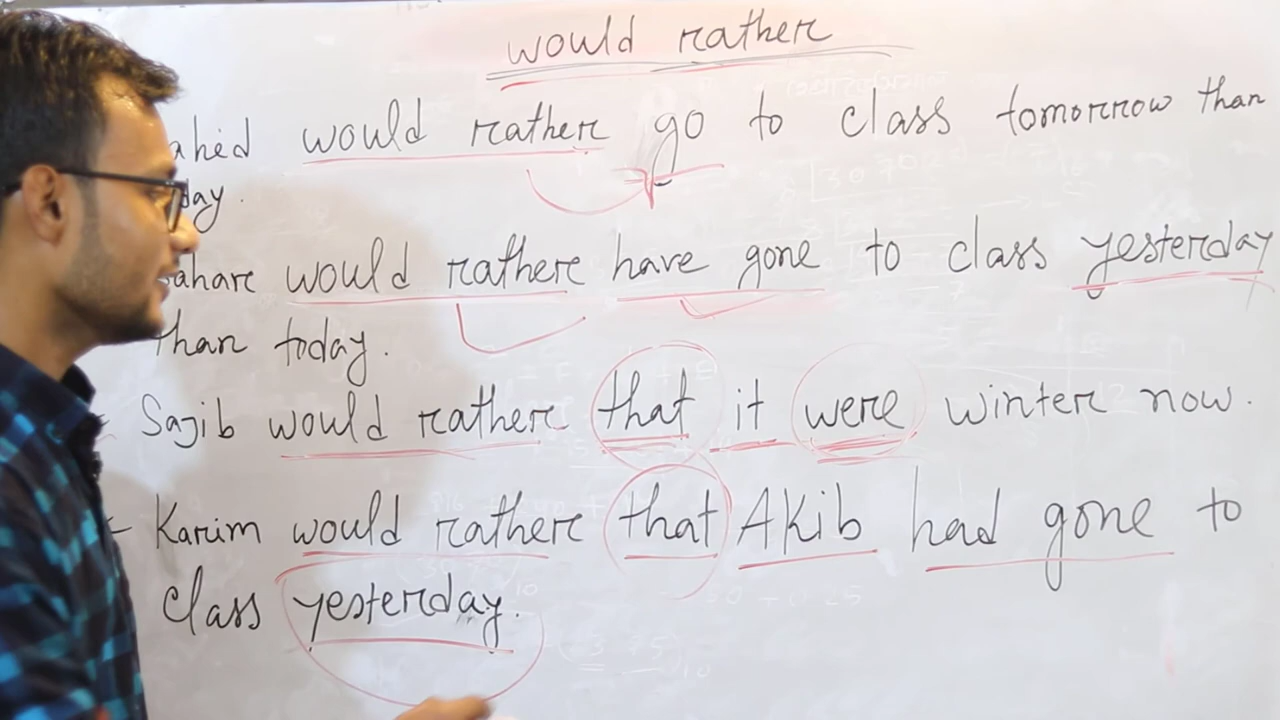 would rather
ahid would rather go to class tomorrow than
day.
ahar would rather have gone to class yesterday
than today.
Sajib would rather that it were winter now.
- Karim would rather that AKib had gone to
class yesterday.